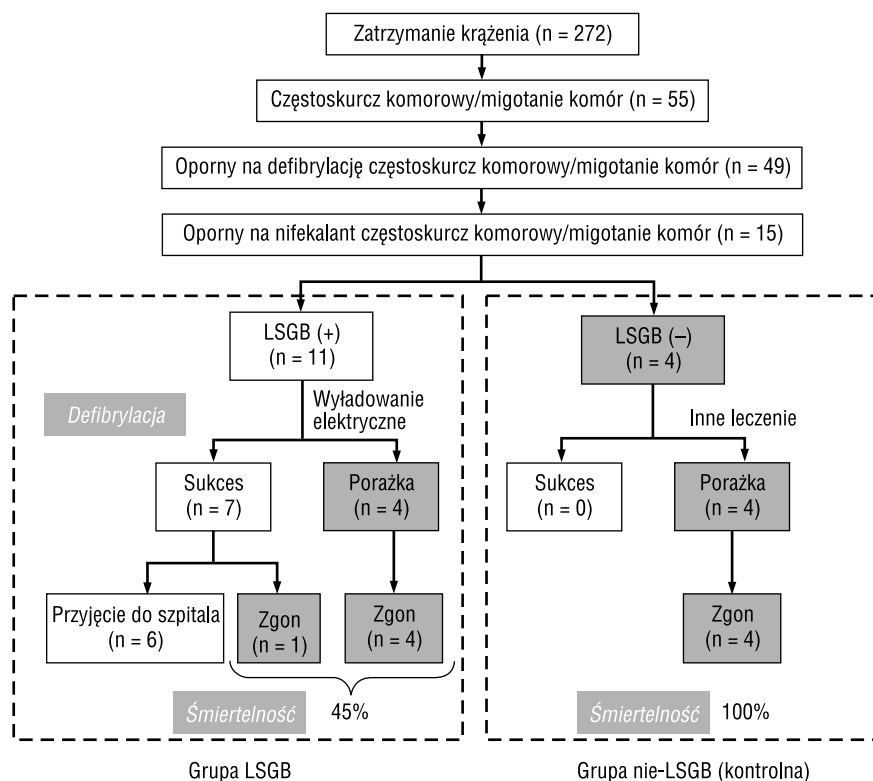 Zatrzymanie krążenia (n = 272)
Częstoskurcz komorowy/migotanie komór (n = 55)
Oporny na defibrylację częstoskurcz komorowy/migotanie komór (n = 49)
Oporny na nifekalant częstoskurcz komorowy/migotanie komór (n = 15)
LSGB (+)
(n = 11)
Defibrylacja
Wyładowanie
elektryczne
Sukces
(n = 7)
Porażka
(n = 4)
Przyjęcie do szpitala
(n = 6)
Zgon
(n = 1)
Zgon
(n = 4)
Śmiertelność
45%
Grupa LSGB
LSGB (–)
(n = 4)
Inne leczenie
Sukces
(n = 0)
Porażka
(n = 4)
Zgon
(n = 4)
Śmiertelność
100%
Grupa nie-LSGB (kontrolna)